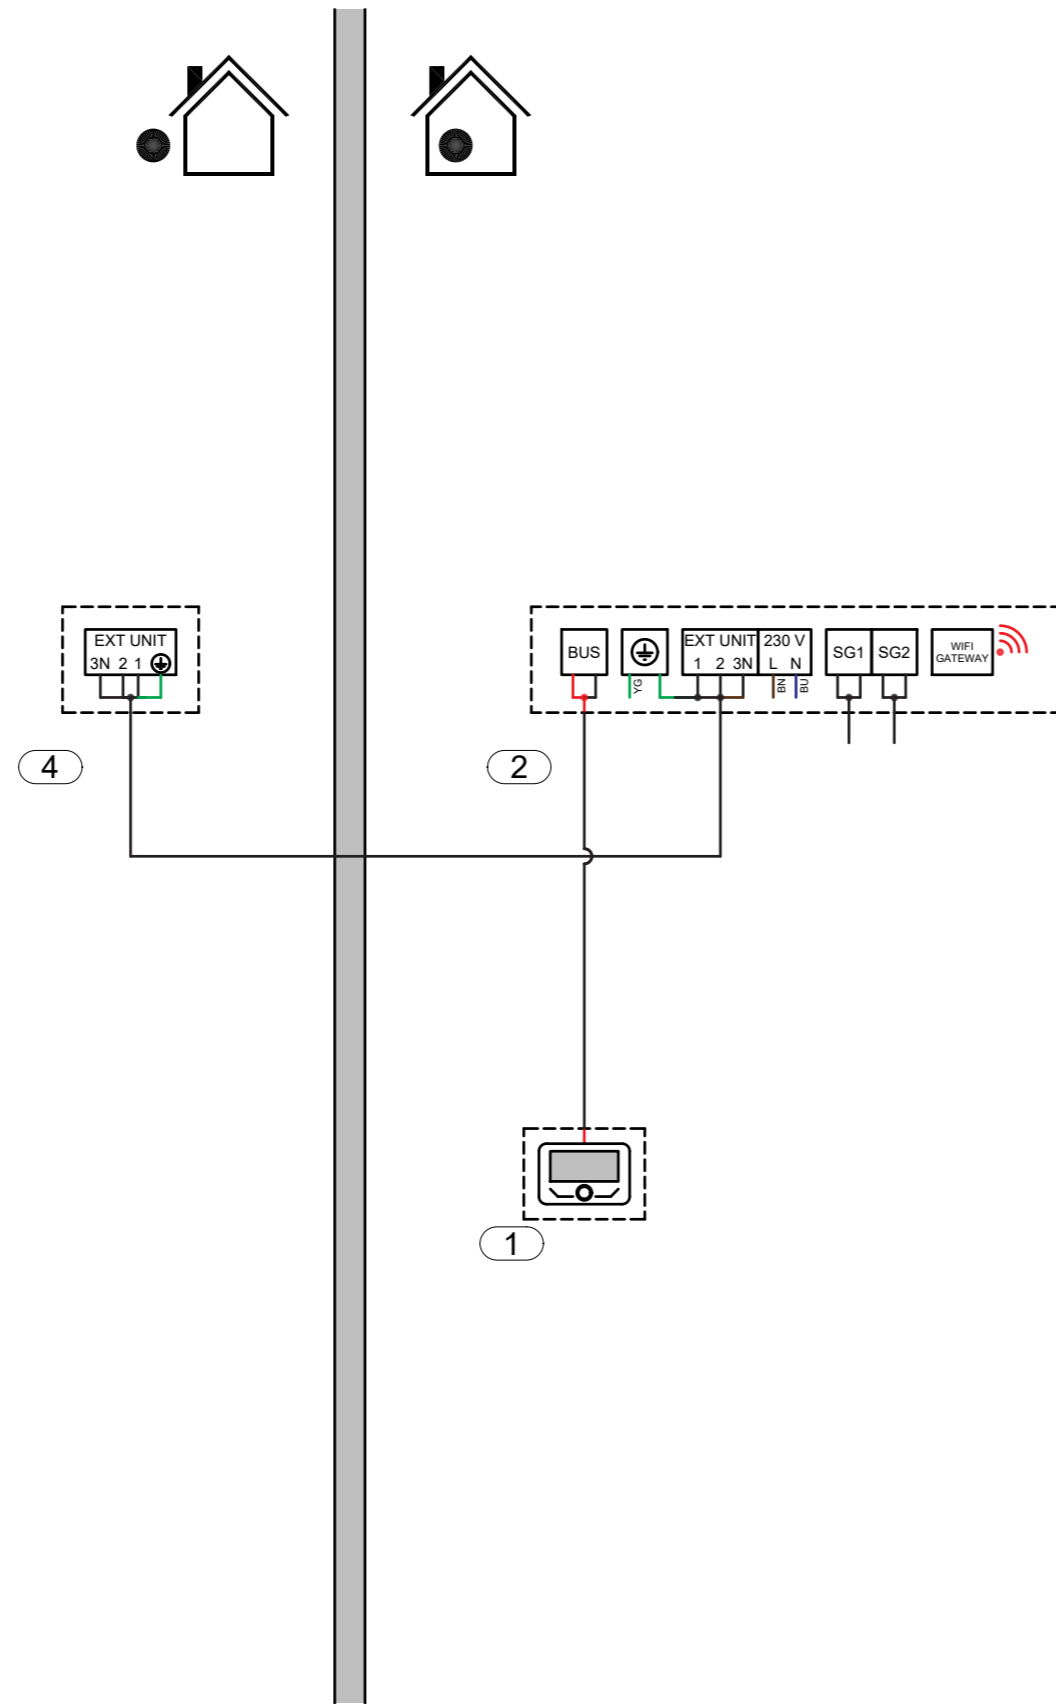 EXT UNIT
3N 2 1
4
BUS
YG
EXT UNIT
1 2 3N
230 V
L N
BN
BU
SG1
SG2
WIFI
GATEWAY
2
1